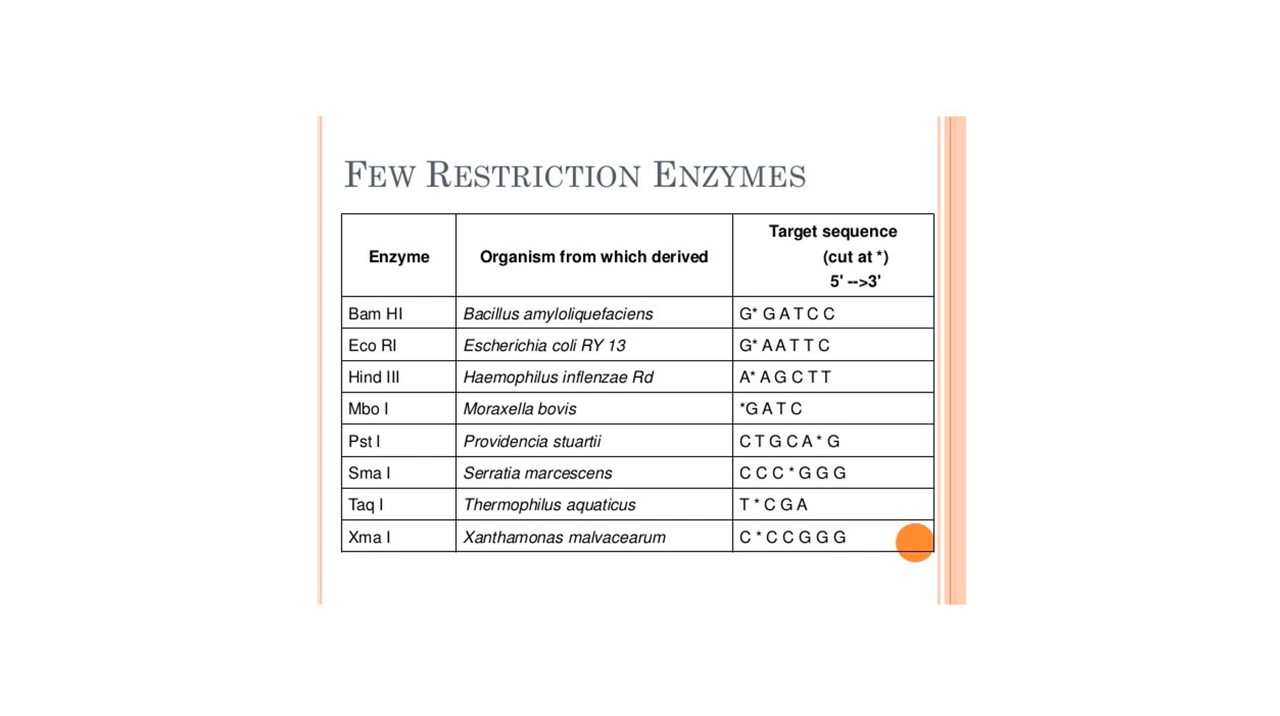 FEW RESTRICTION ENZYMES
Enzyme Organism from which derived Target sequence
(cut at *)
5' -->3'
Bam HI Bacillus amyloliquefaciens G* G A T C C
Eco RI Escherichia coli RY 13 G* A A T T C
Hind III Haemophilus inflenzae Rd A* A G C T T
Mbo I Moraxella bovis *G A T C
Pst I Providencia stuartii C T G C A * G
Sma I Serratia marcescens C C C * G G G
Taq I Thermophilus aquaticus T * C G A
Xma I Xanthamonas malvacearum C * C C G G G